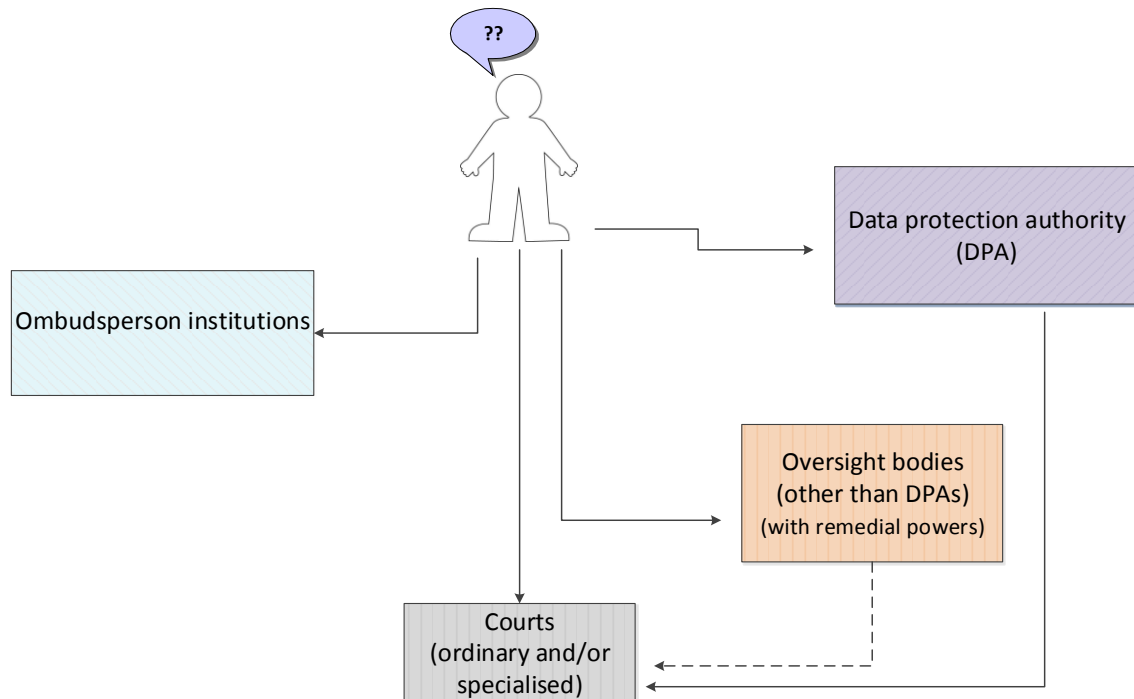 ??
Data protection authority
(DPA)
Ombudsperson institutions
Oversight bodies
(other than DPAs)
(with remedial powers)
Courts
(ordinary and/or
specialised)